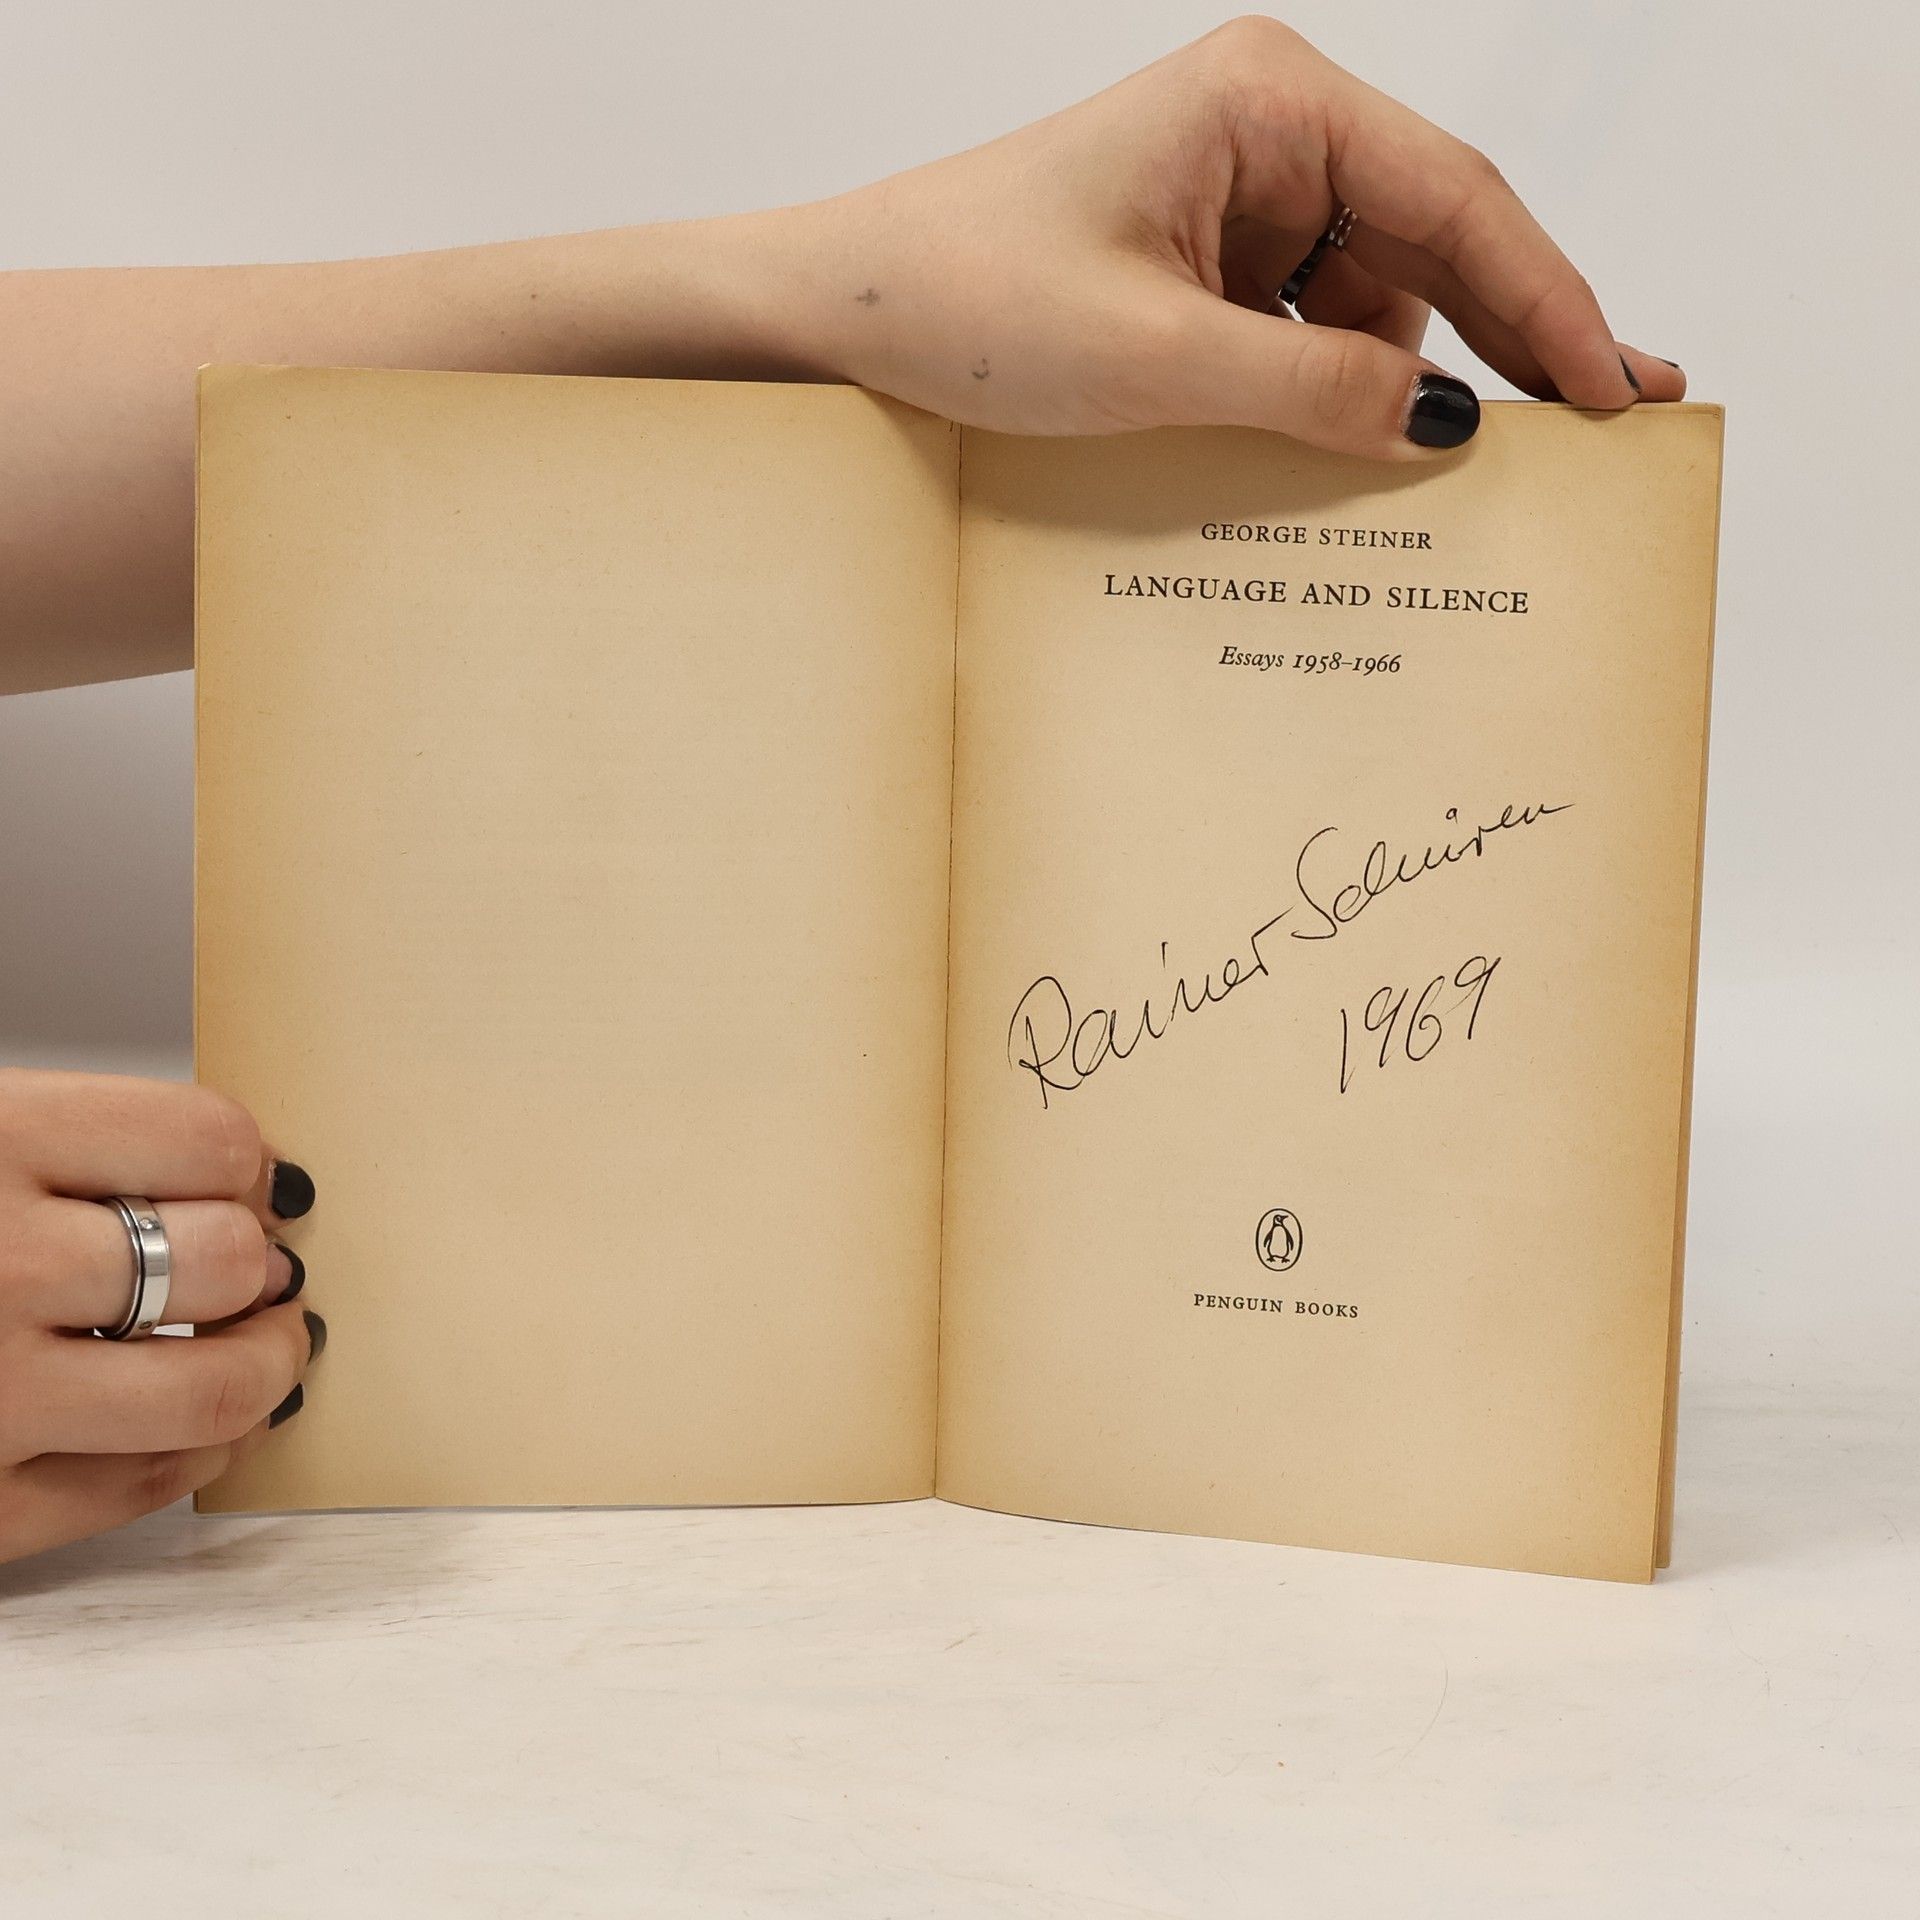 GEORGE STEINER
LANGUAGE AND SILENCE
Essays 1958–1966
Rainer
1969
PENGUIN BOOKS